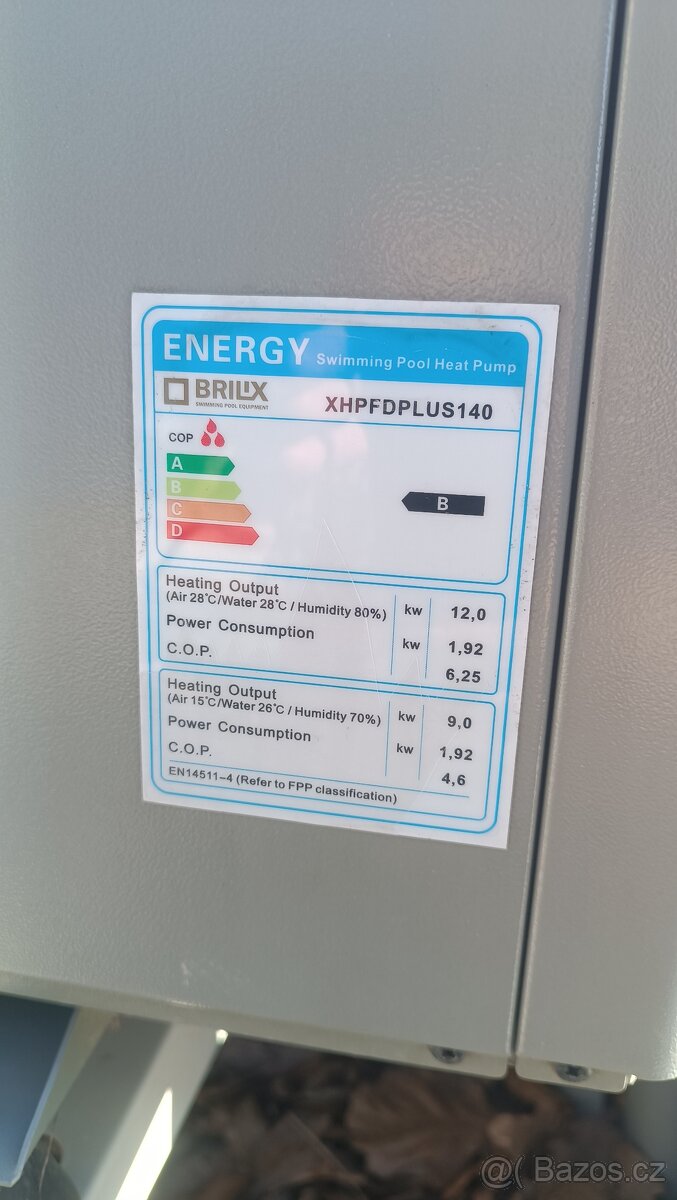 ENERGY Swimming Pool Heat Pump
BRILIX XHPFDPLUS140
SWIMMING POOL EQUIPMENT
COP
A
B B
C
D
Heating Output
(Air 28°C/Water 28°C / Humidity 80%) kw 12,0
Power Consumption kw 1,92
C.O.P. 6,25
Heating Output
(Air 15°C/Water 26°C / Humidity 70%) kw 9,0
Power Consumption kw 1,92
C.O.P. 4,6
EN14511-4 (Refer to FPP classification)
@( Bazos.cz